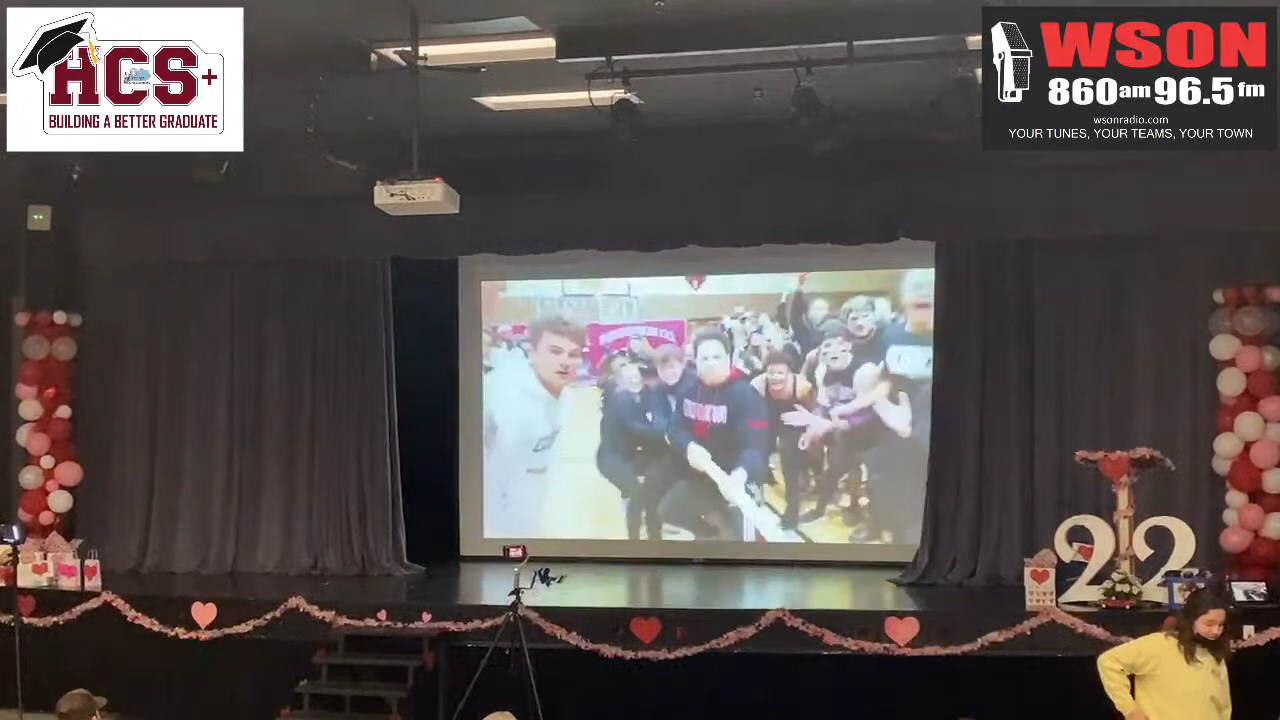 HCS+
BUILDING A BETTER GRADUATE
WSON
860am 96.5fm
wsonradio.com
YOUR TUNES, YOUR TEAMS, YOUR TOWN
22